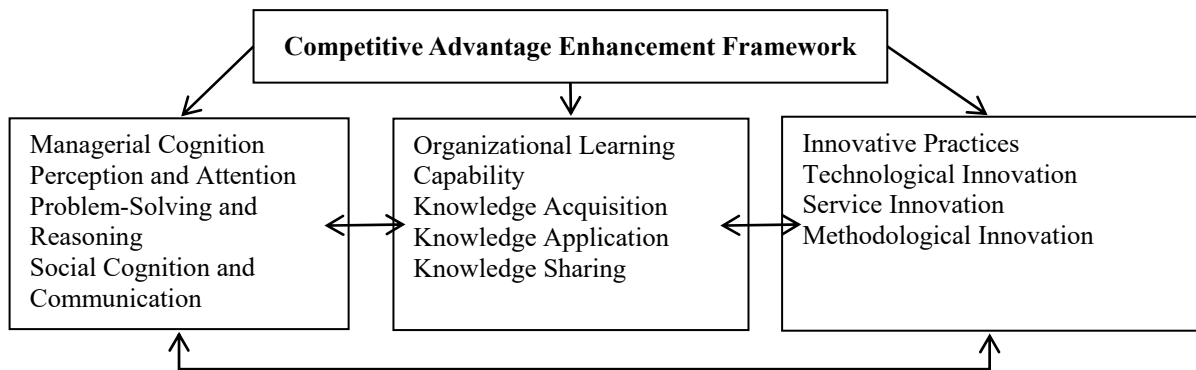 Competitive Advantage Enhancement Framework
Managerial Cognition
Perception and Attention
Problem-Solving and
Reasoning
Social Cognition and
Communication
Organizational Learning
Capability
Knowledge Acquisition
Knowledge Application
Knowledge Sharing
Innovative Practices
Technological Innovation
Service Innovation
Methodological Innovation